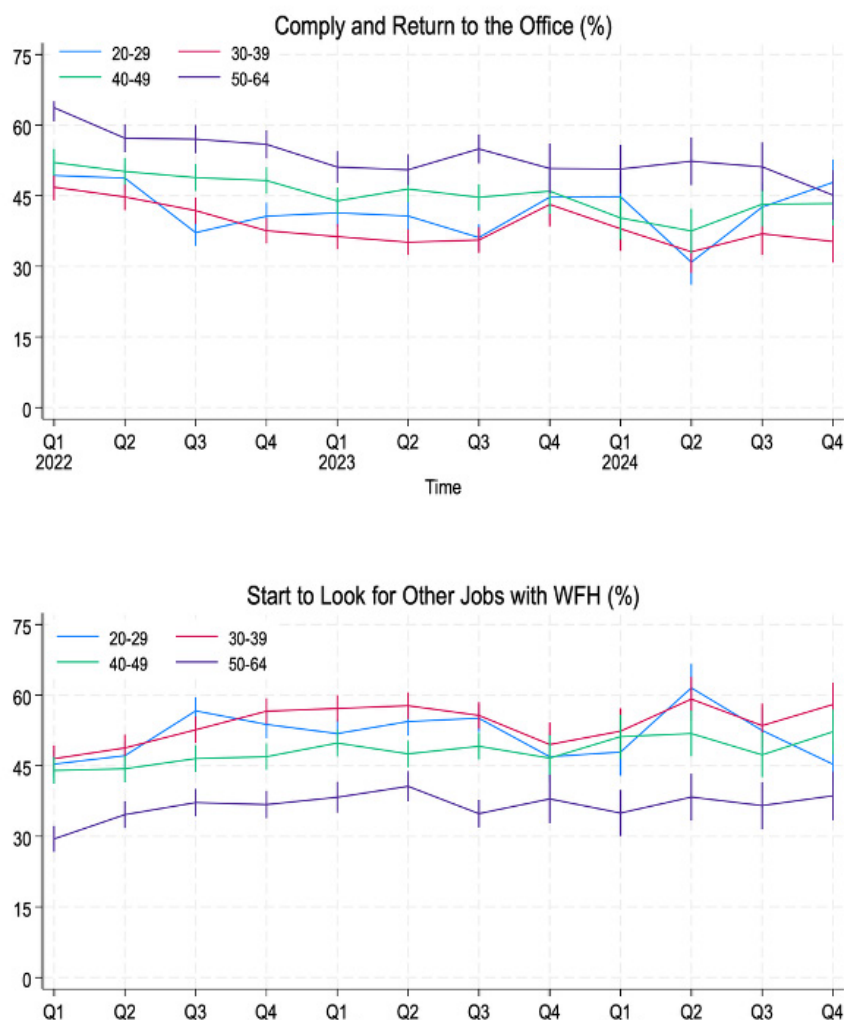 Comply and Return to the Office (%)
75
20-29 30-39
40-49 50-64
60
45
30
15
0
Q1 Q2 Q3 Q4 Q1 Q2 Q3 Q4 Q1 Q2 Q3 Q4
2022 2023 2024
Time
Start to Look for Other Jobs with WFH (%)
75
20-29 30-39
40-49 50-64
60
45
30
15
0
Q1 Q2 Q3 Q4 Q1 Q2 Q3 Q4 Q1 Q2 Q3 Q4